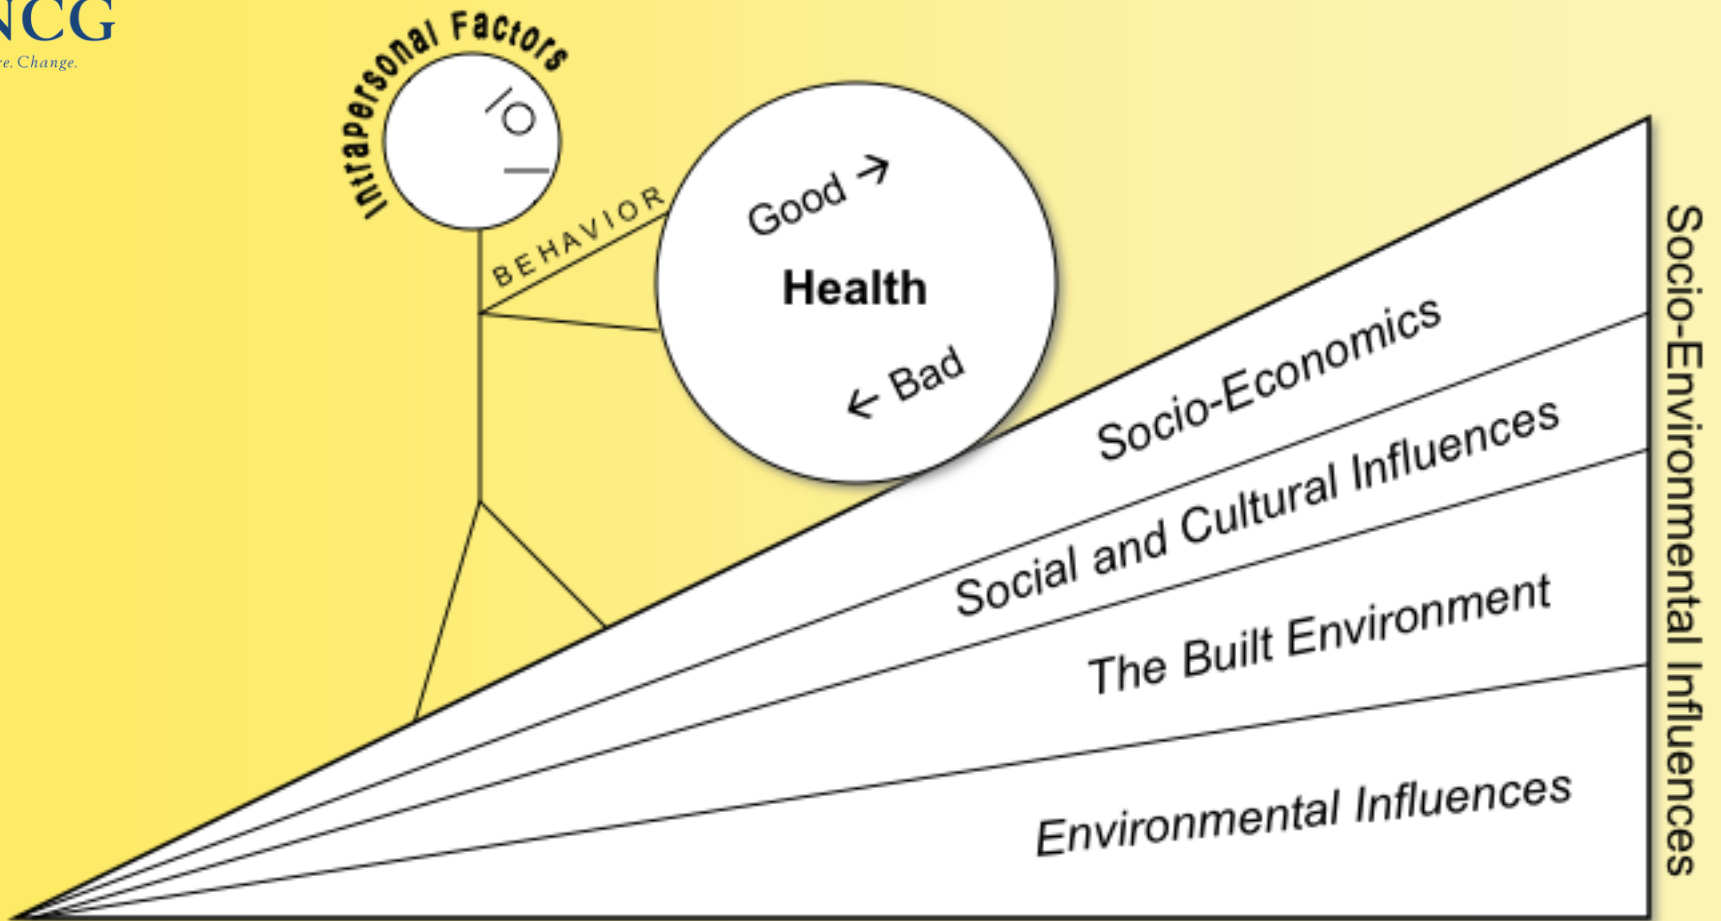 NCG
re. Change.
Intrapersonal Factors
BEHAVIOR
Good →
Health
← Bad
Socio-Economics
Social and Cultural Influences
The Built Environment
Environmental Influences
Socio-Environmental Influences